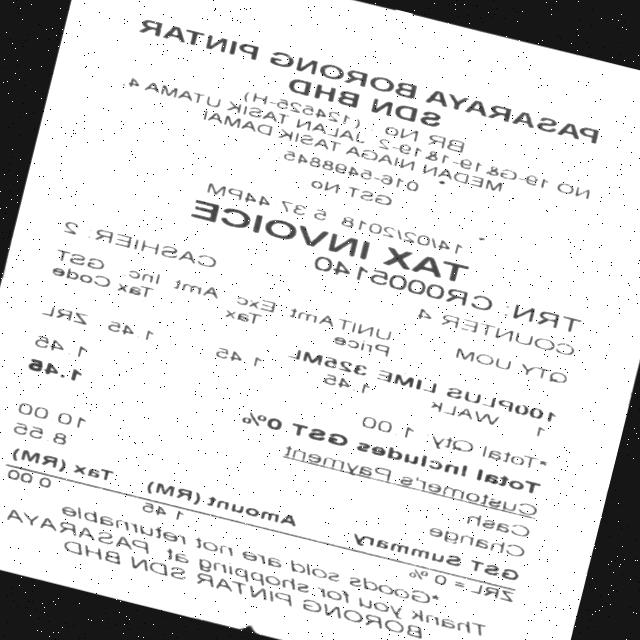 PASARAYA BORONG PINTAR
SDN BHD
BR No (124525-H)
NO 19-G& 19-1& 19-2 JALAN TASIK UTAMA 4
MEDAN NIAGA TASIK DAMAI
016-5498845
GST No
14/02/2018 5 37 44PM
TAX INVOICE
TRN CR0005140
COUNTER 4 CASHIER 2
QTY UOM UNIT Price Amt Exc Tax Amt Inc Tax GST Code
100PLUS LIME 325ML
1 WALK 1 45 1 45 1 45 ZRL
*Total Qty 1 00 1 45
Total Includes GST 0% 1.45
Customer's Payment
Cash 10 00
Change 8 55
GST Summary Amount (RM) Tax (RM)
ZRL = 0 % 1 45 0 00
*Goods sold are not returnable
Thank you for shopping at PASARAYA
BORONG PINTAR SDN BHD